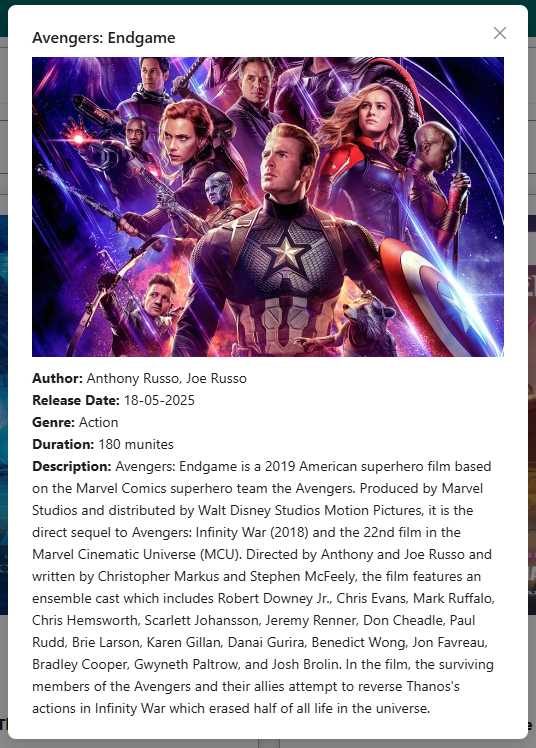 Avengers: Endgame
Author: Anthony Russo, Joe Russo
Release Date: 18-05-2025
Genre: Action
Duration: 180 munites
Description: Avengers: Endgame is a 2019 American superhero film based
on the Marvel Comics superhero team the Avengers. Produced by Marvel
Studios and distributed by Walt Disney Studios Motion Pictures, it is the
direct sequel to Avengers: Infinity War (2018) and the 22nd film in the
Marvel Cinematic Universe (MCU). Directed by Anthony and Joe Russo and
written by Christopher Markus and Stephen McFeely, the film features an
ensemble cast which includes Robert Downey Jr., Chris Evans, Mark Ruffalo,
Chris Hemsworth, Scarlett Johansson, Jeremy Renner, Don Cheadle, Paul
Rudd, Brie Larson, Karen Gillan, Danai Gurira, Benedict Wong, Jon Favreau,
Bradley Cooper, Gwyneth Paltrow, and Josh Brolin. In the film, the surviving
members of the Avengers and their allies attempt to reverse Thanos's
actions in Infinity War which erased half of all life in the universe.